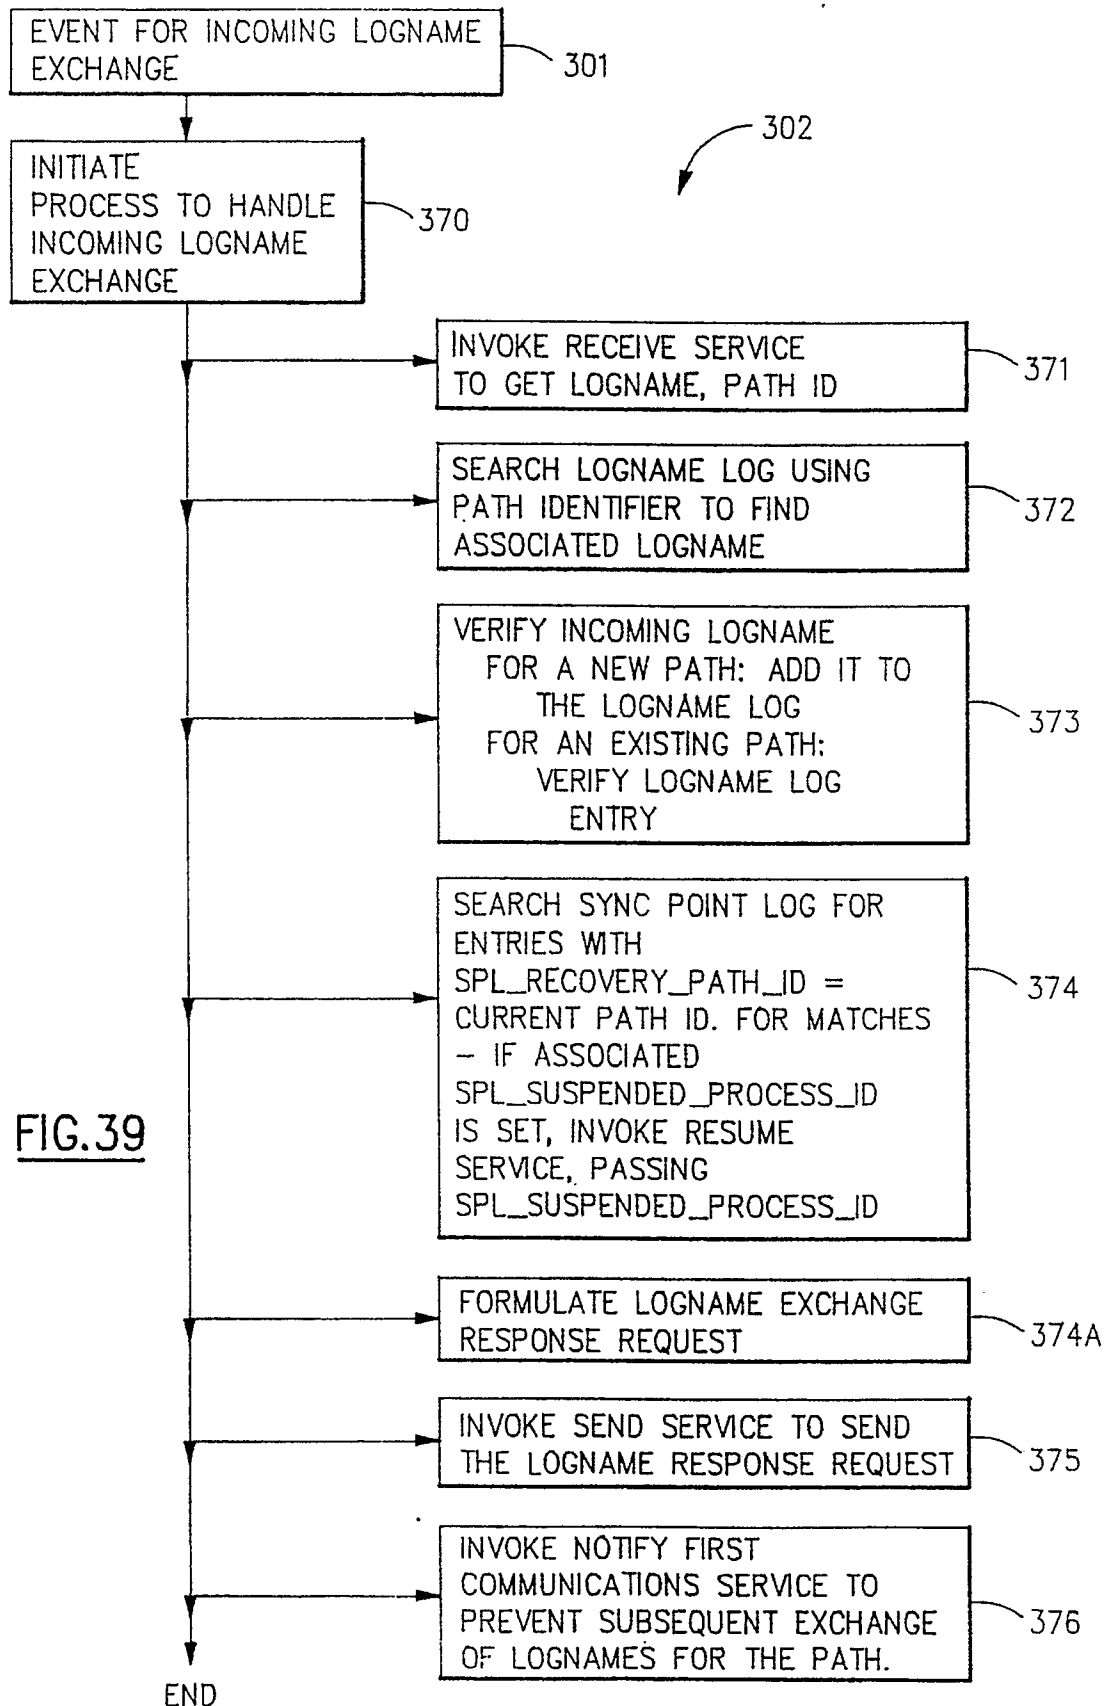 EVENT FOR INCOMING LOGNAME
EXCHANGE
301
302
INITIATE
PROCESS TO HANDLE
INCOMING LOGNAME
EXCHANGE
370
INVOKE RECEIVE SERVICE
TO GET LOGNAME, PATH ID
371
SEARCH LOGNAME LOG USING
PATH IDENTIFIER TO FIND
ASSOCIATED LOGNAME
372
VERIFY INCOMING LOGNAME
FOR A NEW PATH: ADD IT TO
THE LOGNAME LOG
FOR AN EXISTING PATH:
VERIFY LOGNAME LOG
ENTRY
373
SEARCH SYNC POINT LOG FOR
ENTRIES WITH
SPL_RECOVERY_PATH_ID =
CURRENT PATH ID. FOR MATCHES
– IF ASSOCIATED
SPL_SUSPENDED_PROCESS_ID
IS SET, INVOKE RESUME
SERVICE, PASSING
SPL_SUSPENDED_PROCESS_ID
374
FIG.39
FORMULATE LOGNAME EXCHANGE
RESPONSE REQUEST
374A
INVOKE SEND SERVICE TO SEND
THE LOGNAME RESPONSE REQUEST
375
INVOKE NOTIFY FIRST
COMMUNICATIONS SERVICE TO
PREVENT SUBSEQUENT EXCHANGE
OF LOGNAMES FOR THE PATH.
376
END